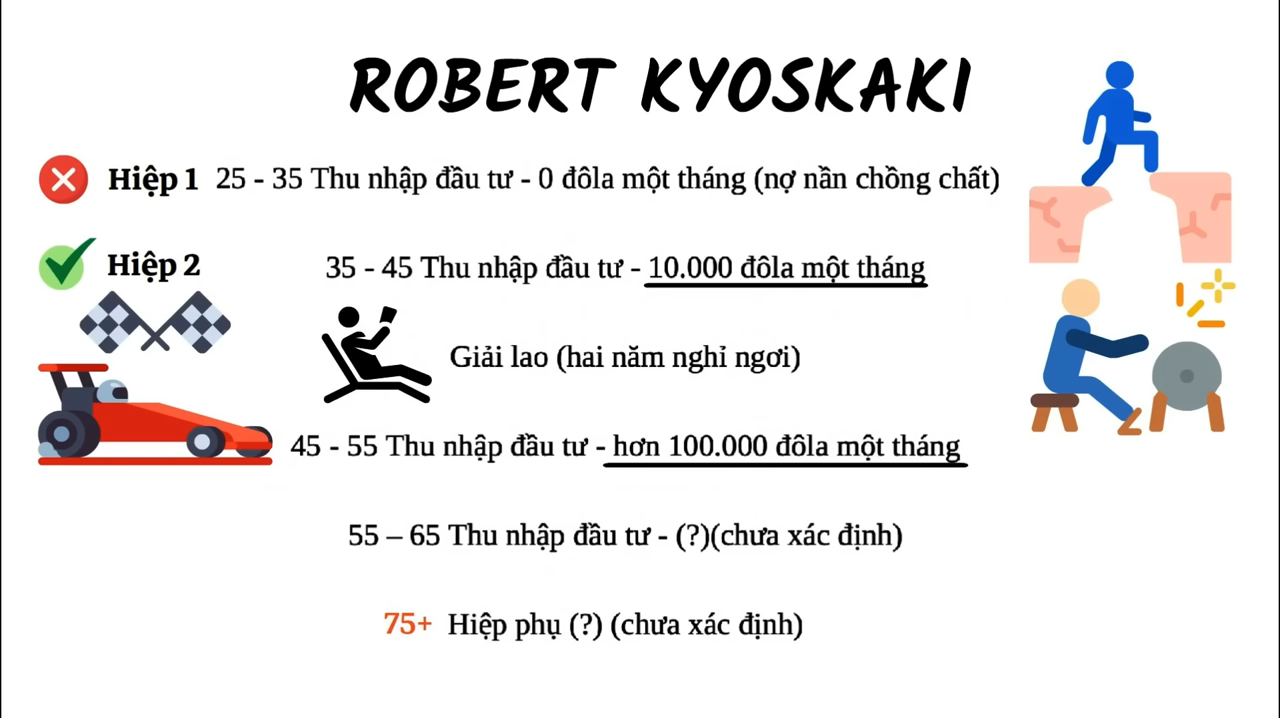 ROBERT KYOSKAKI
Hiệp 1 25 - 35 Thu nhập đầu tư - 0 đôla một tháng (nợ nần chồng chất)
Hiệp 2 35 - 45 Thu nhập đầu tư - 10.000 đôla một tháng
Giải lao (hai năm nghỉ ngơi)
45 - 55 Thu nhập đầu tư - hơn 100.000 đôla một tháng
55 – 65 Thu nhập đầu tư - (?)(chưa xác định)
75+ Hiệp phụ (?) (chưa xác định)